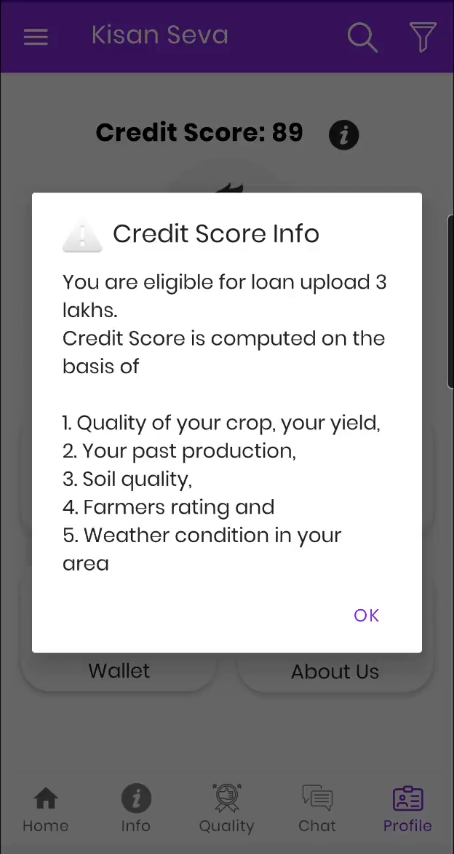 Kisan Seva
Credit Score: 89
Credit Score Info
You are eligible for loan upload 3
lakhs.
Credit Score is computed on the
basis of
1. Quality of your crop, your yield,
2. Your past production,
3. Soil quality,
4. Farmers rating and
5. Weather condition in your
area
OK
Wallet
About Us
Home
Info
Quality
Chat
Profile